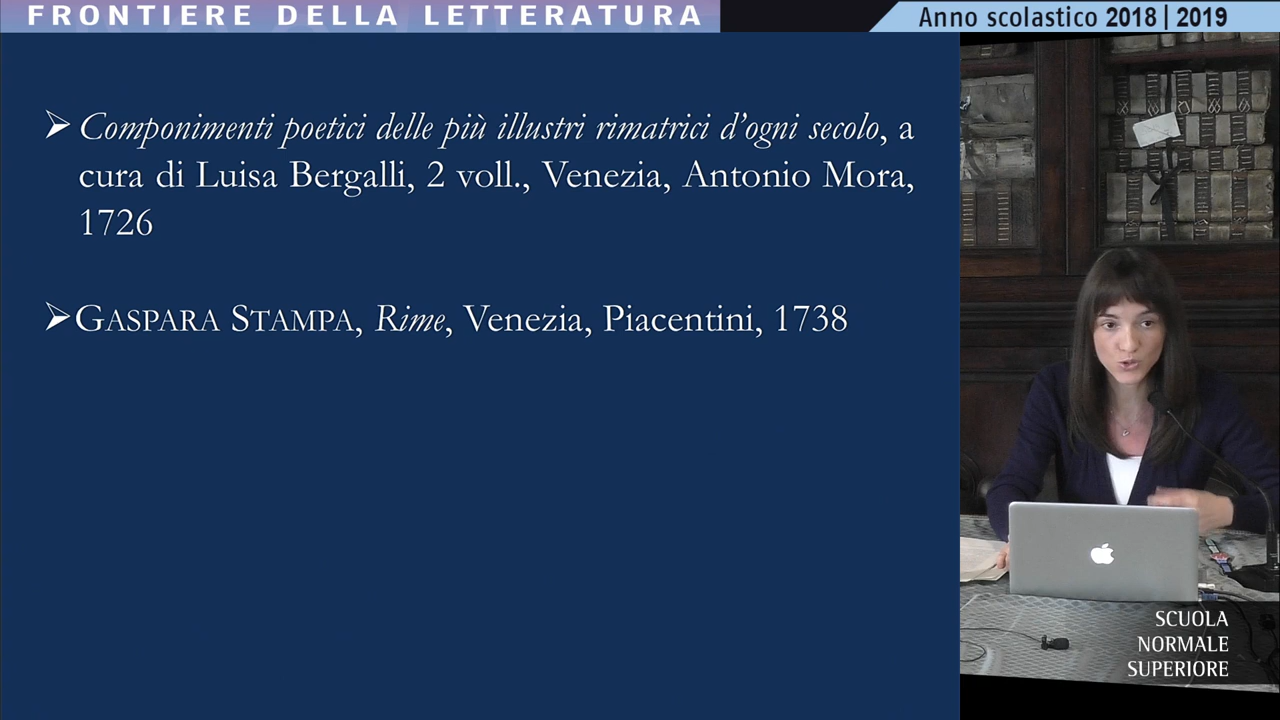 FRONTIERE DELLA LETTERATURA
Anno scolastico 2018 | 2019
➢ Componimenti poetici delle più illustri rimatrici d'ogni secolo, a
cura di Luisa Bergalli, 2 voll., Venezia, Antonio Mora,
1726
➢ GASPARA STAMPA, Rime, Venezia, Piacentini, 1738
SCUOLA
NORMALE
SUPERIORE